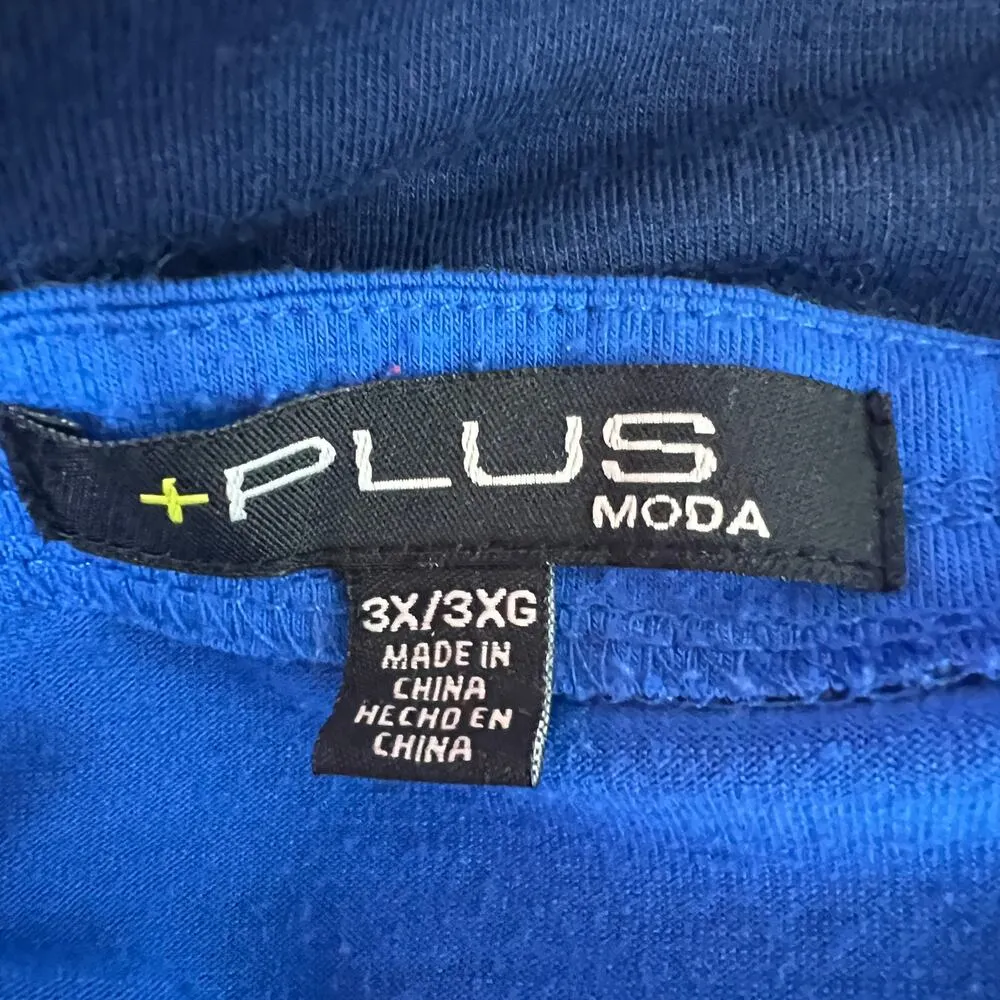 +PLUS
MODA
3X/3XG
MADE IN
CHINA
HECHO EN
CHINA